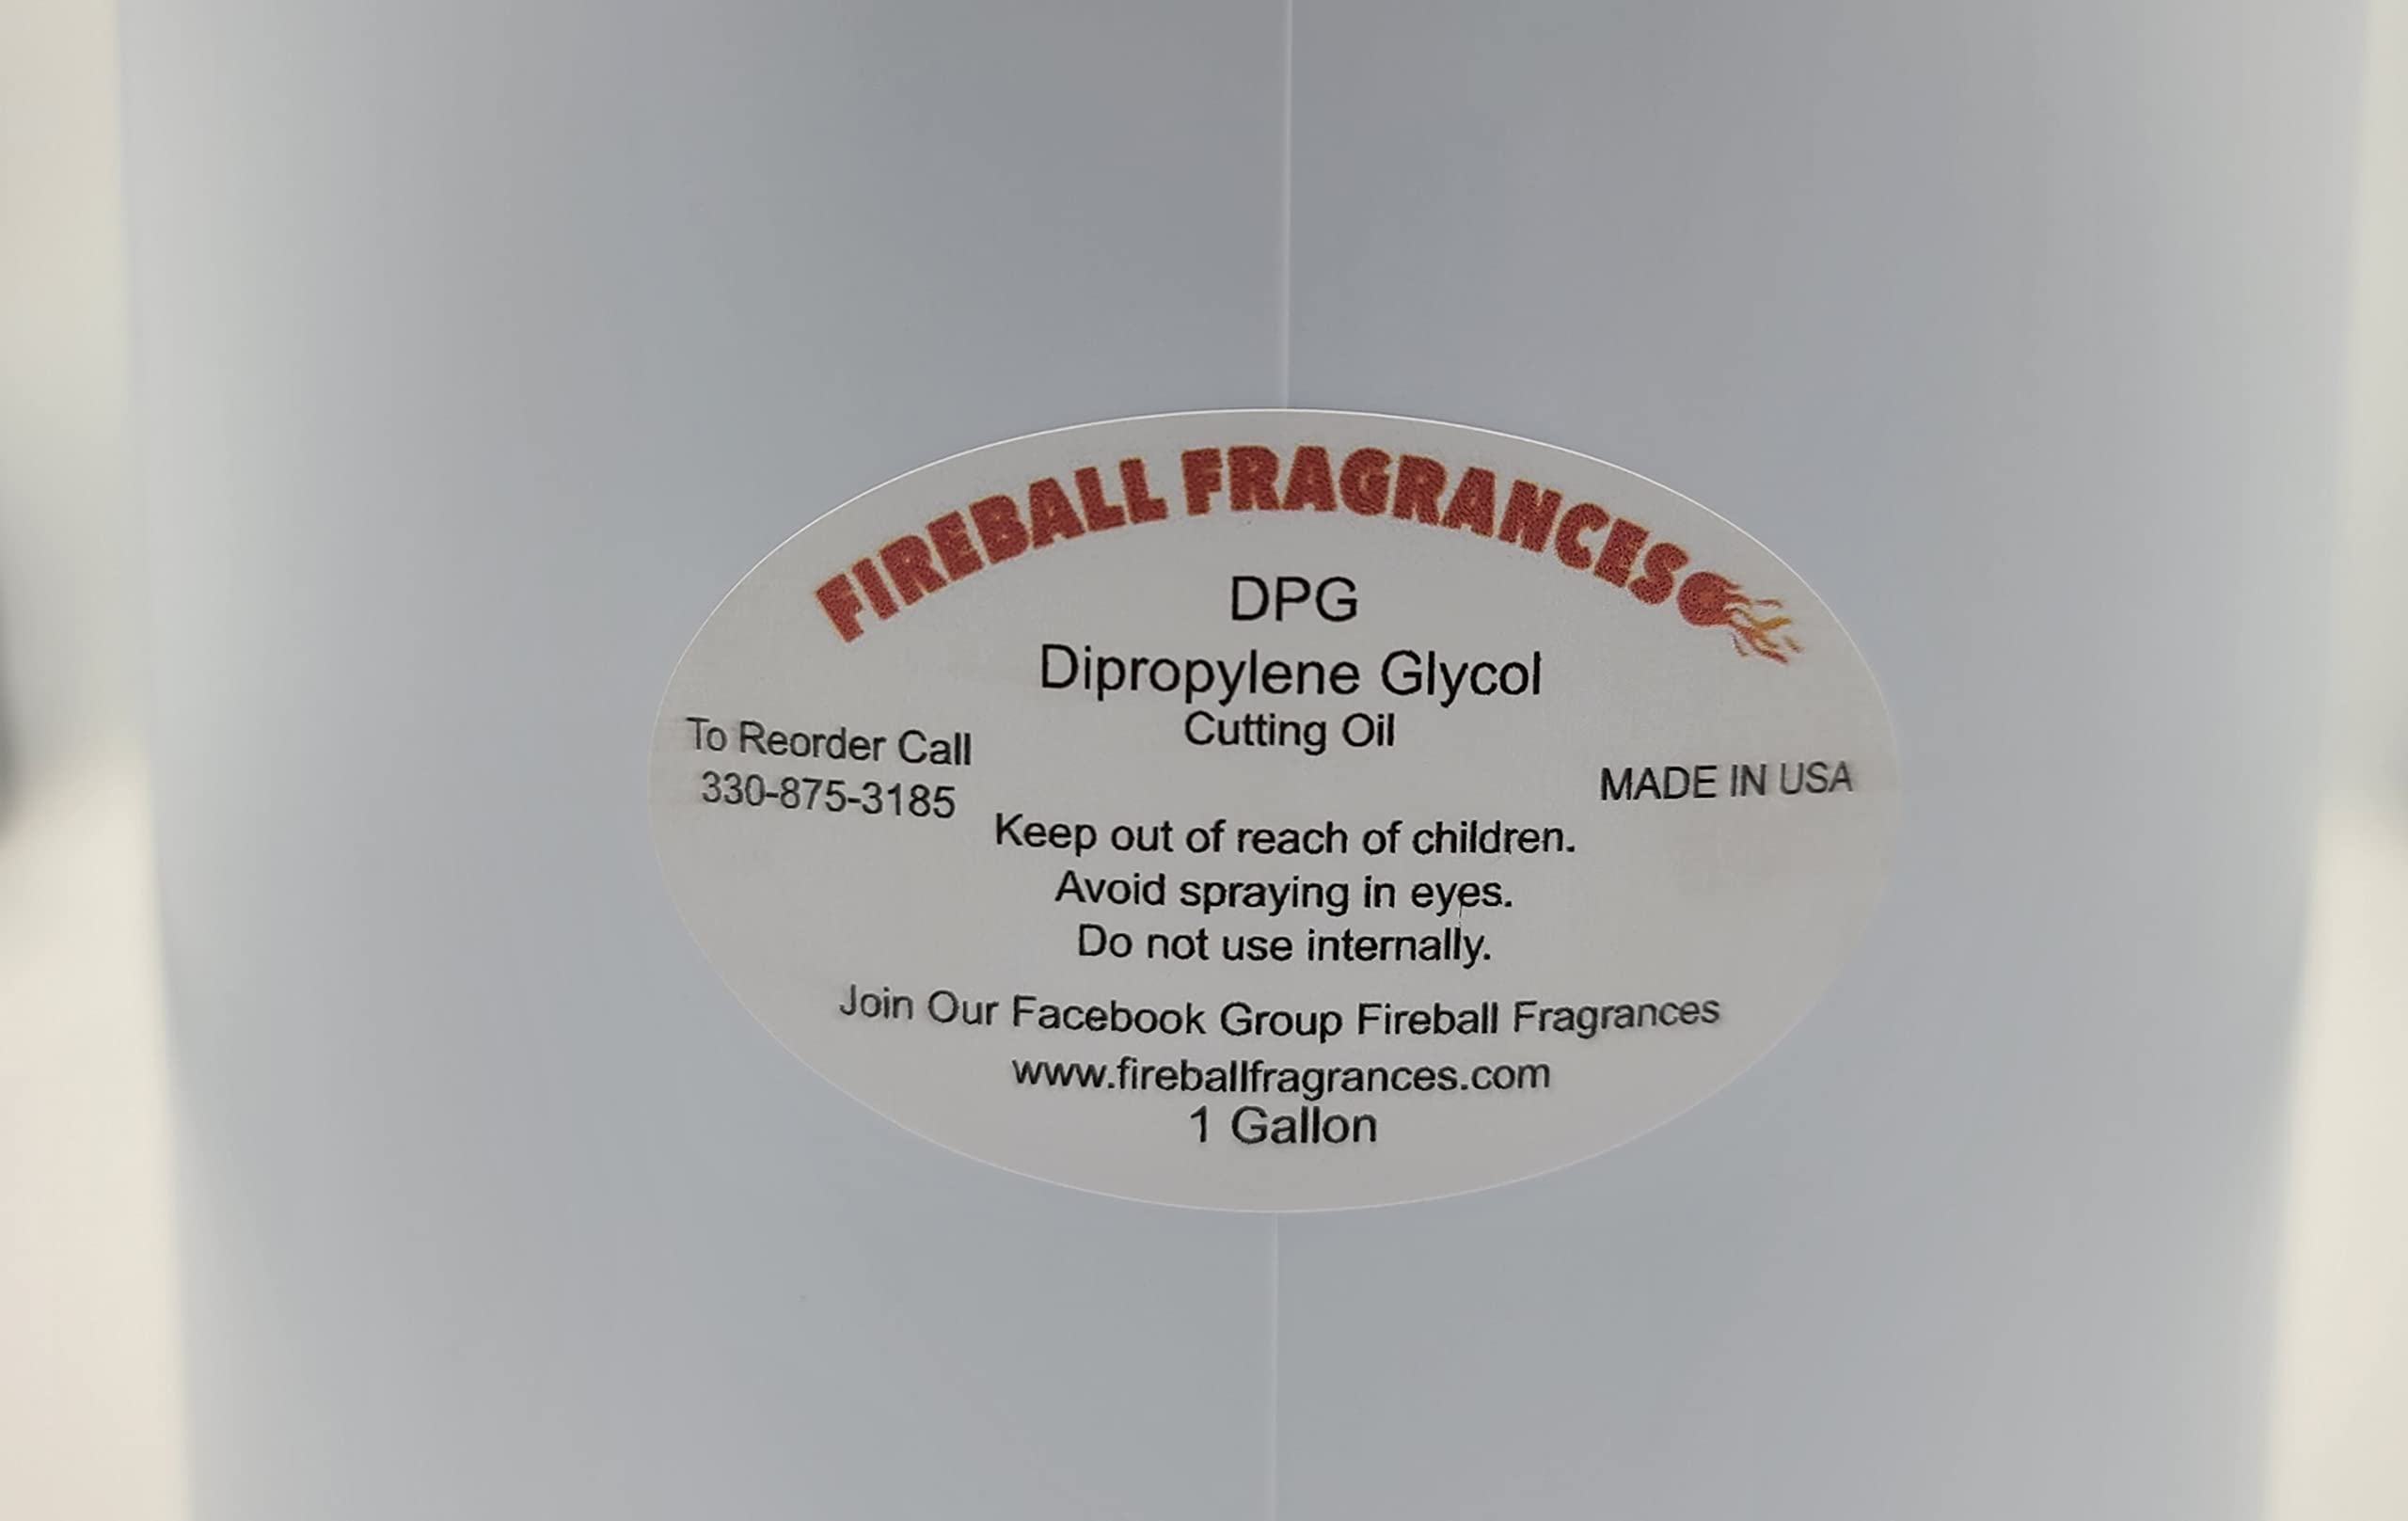 FIREBALL FRAGRANCES
DPG
Dipropylene Glycol
Cutting Oil
To Reorder Call
330-875-3185
MADE IN USA
Keep out of reach of children.
Avoid spraying in eyes.
Do not use internally.
Join Our Facebook Group Fireball Fragrances
www.fireballfragrances.com
1 Gallon